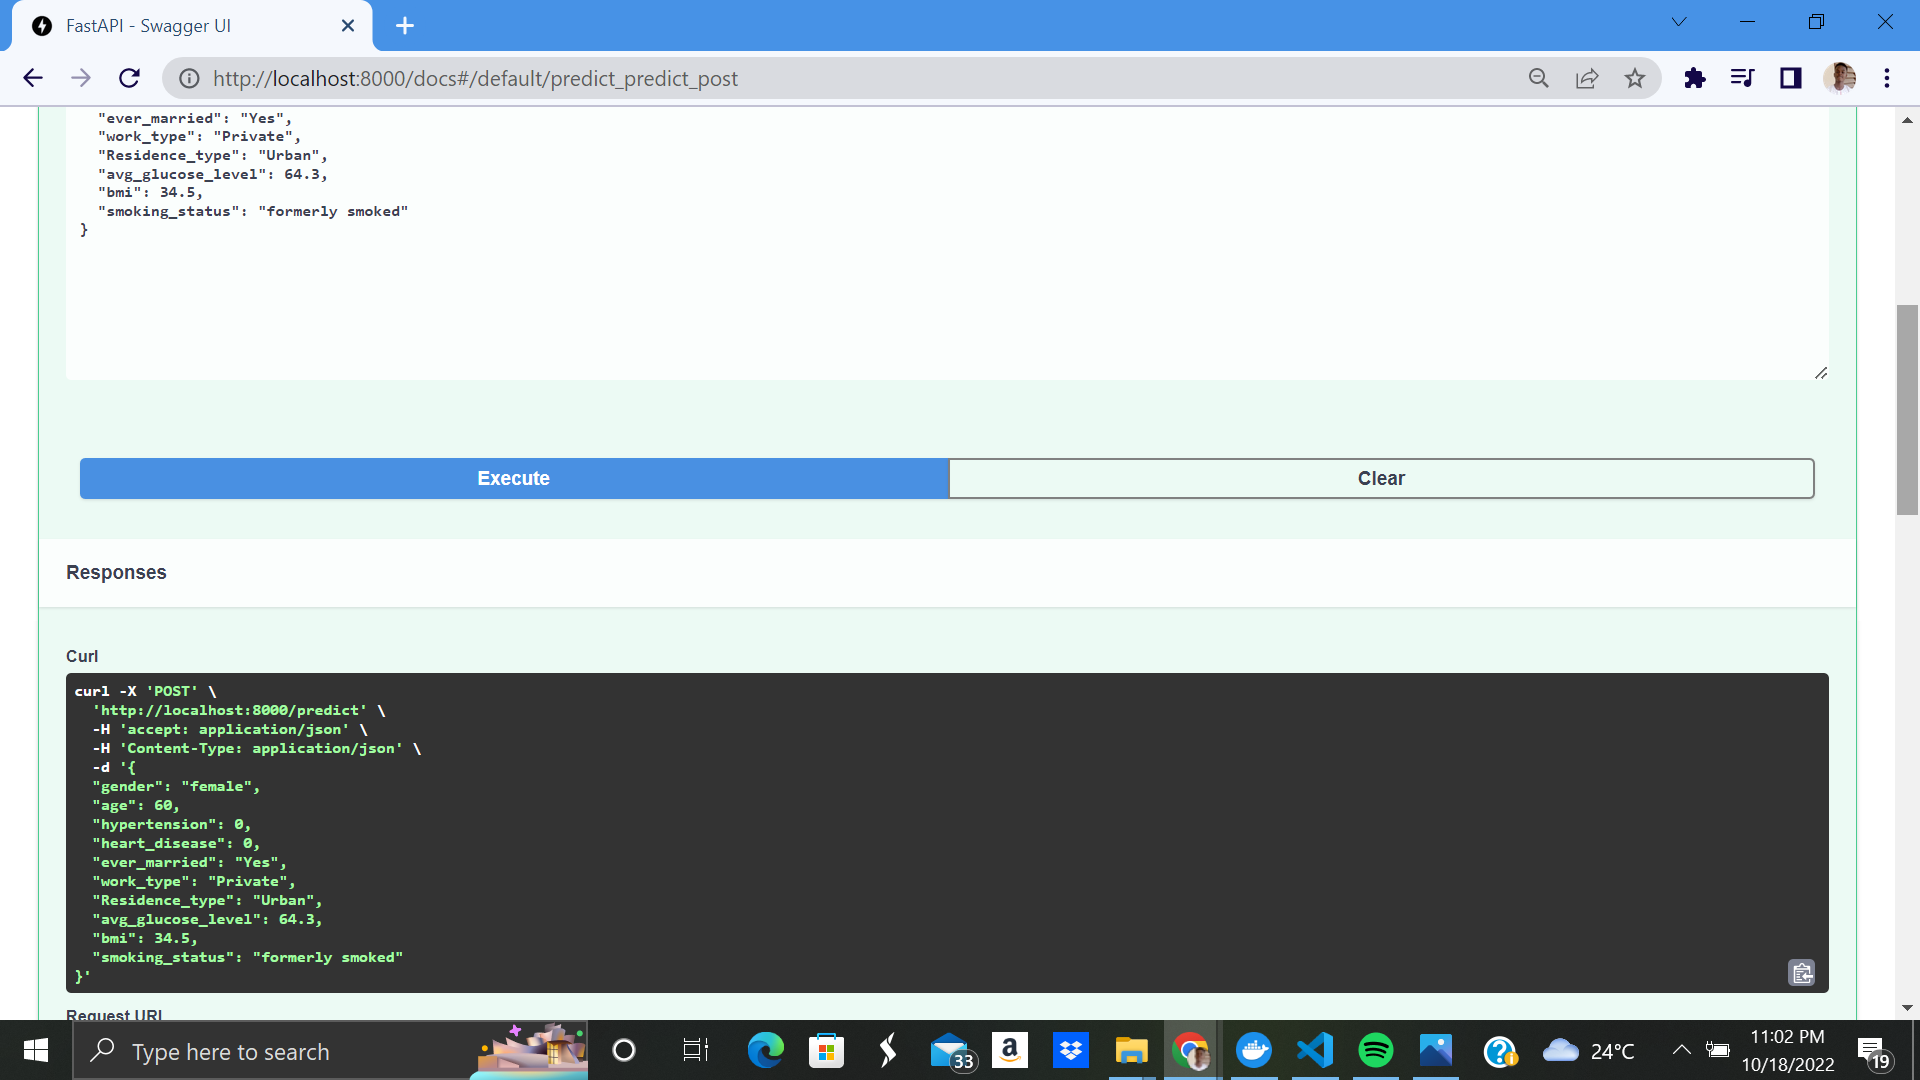 FastAPI - Swagger UI
http://localhost:8000/docs#/default/predict_predict_post
"ever_married": "Yes",
"work_type": "Private",
"Residence_type": "Urban",
"avg_glucose_level": 64.3,
"bmi": 34.5,
"smoking_status": "formerly smoked"
}
Execute
Clear
Responses
Curl
curl -X 'POST' \
'http://localhost:8000/predict' \
-H 'accept: application/json' \
-H 'Content-Type: application/json' \
-d '{
"gender": "female",
"age": 60,
"hypertension": 0,
"heart_disease": 0,
"ever_married": "Yes",
"work_type": "Private",
"Residence_type": "Urban",
"avg_glucose_level": 64.3,
"bmi": 34.5,
"smoking_status": "formerly smoked"
}'
Request URL
Type here to search
33
a
24°C
11:02 PM
10/18/2022
19